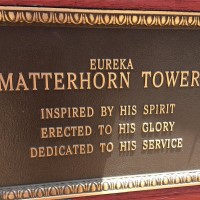 EUREKA
MATTERHORN TOWER
INSPIRED BY HIS SPIRIT
ERECTED TO HIS GLORY
DEDICATED TO HIS SERVICE